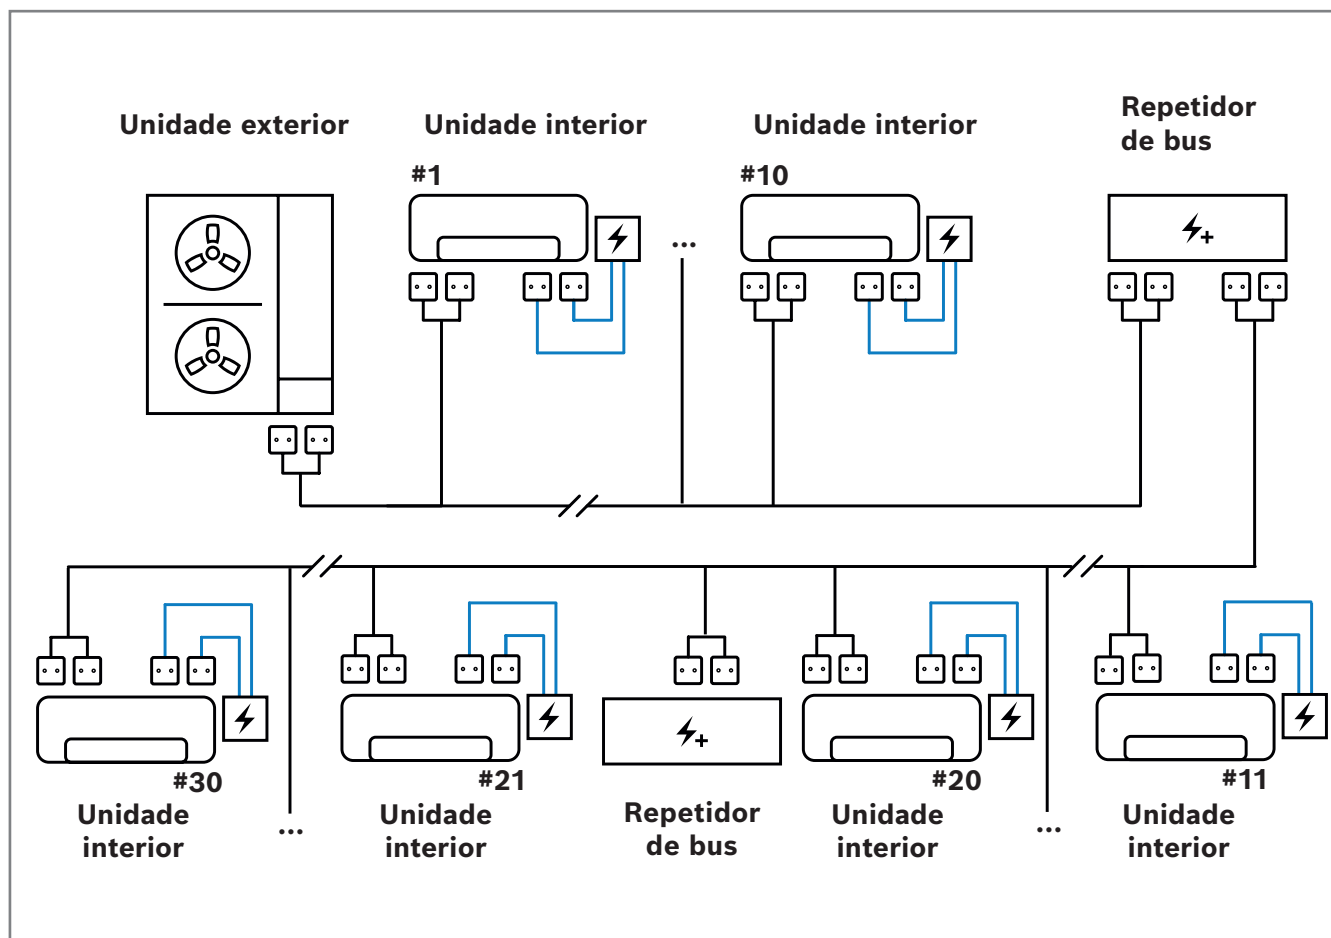 Unidade exterior
Unidade interior
#1
...
Unidade interior
#10
Repetidor
de bus
#30
Unidade
interior
...
#21
Unidade
interior
Repetidor
de bus
#20
Unidade
interior
...
#11
Unidade
interior